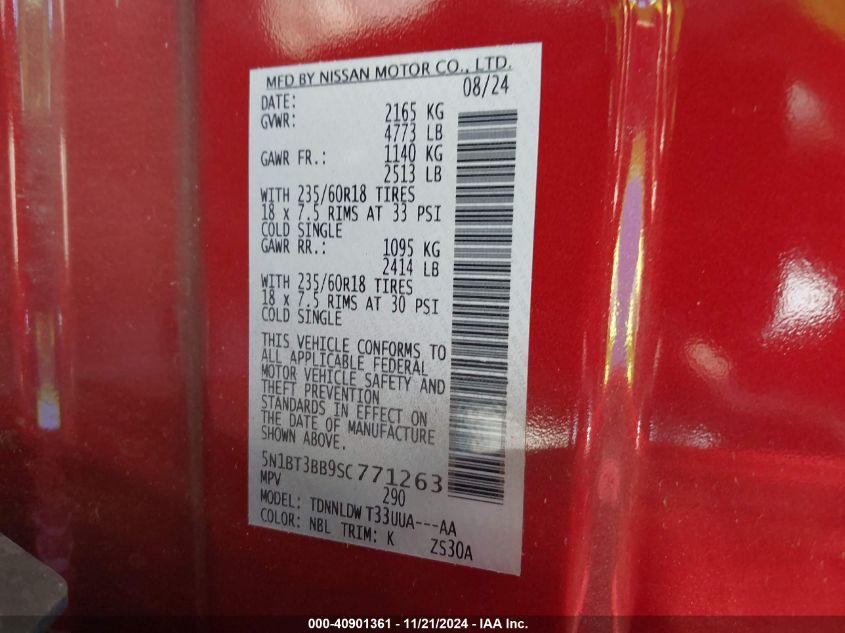 MFD BY NISSAN MOTOR CO., LTD.
DATE: 08/24
GVWR: 2165 KG
4773 LB
GAWR FR.: 1140 KG
2513 LB
WITH 235/60R18 TIRES
18 x 7.5 RIMS AT 33 PSI
COLD SINGLE
GAWR RR.: 1095 KG
2414 LB
WITH 235/60R18 TIRES
18 x 7.5 RIMS AT 30 PSI
COLD SINGLE
THIS VEHICLE CONFORMS TO
ALL APPLICABLE FEDERAL
MOTOR VEHICLE SAFETY AND
THEFT PREVENTION
STANDARDS IN EFFECT ON
THE DATE OF MANUFACTURE
SHOWN ABOVE.
5N1BT3BB9SC771263
MPV 290
MODEL: TDNNLDW T33UUA---AA
COLOR: NBL TRIM: K ZS30A
000-40901361 - 11/21/2024 - IAA Inc.